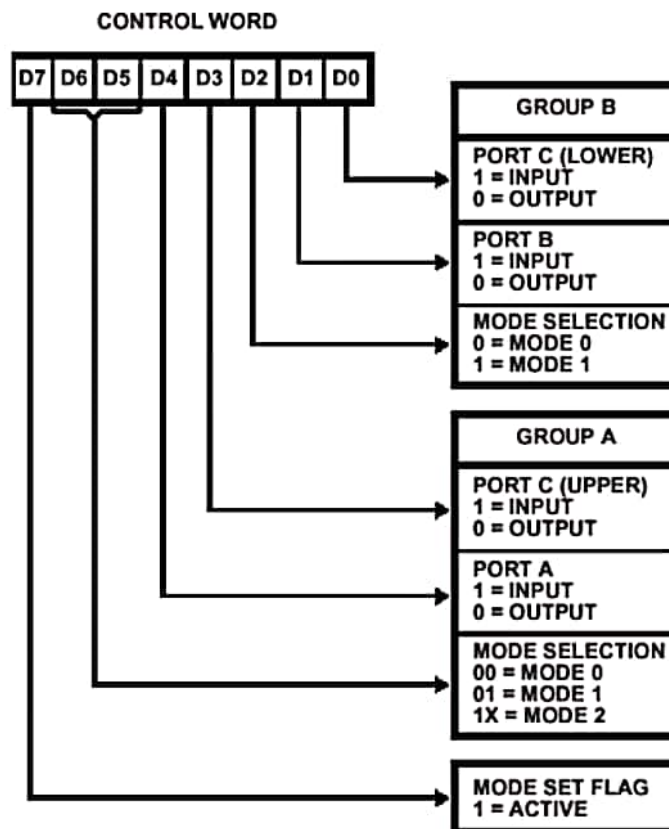 CONTROL WORD
D7 D6 D5 D4 D3 D2 D1 D0
GROUP B
PORT C (LOWER)
1 = INPUT
0 = OUTPUT
PORT B
1 = INPUT
0 = OUTPUT
MODE SELECTION
0 = MODE 0
1 = MODE 1
GROUP A
PORT C (UPPER)
1 = INPUT
0 = OUTPUT
PORT A
1 = INPUT
0 = OUTPUT
MODE SELECTION
00 = MODE 0
01 = MODE 1
1X = MODE 2
MODE SET FLAG
1 = ACTIVE